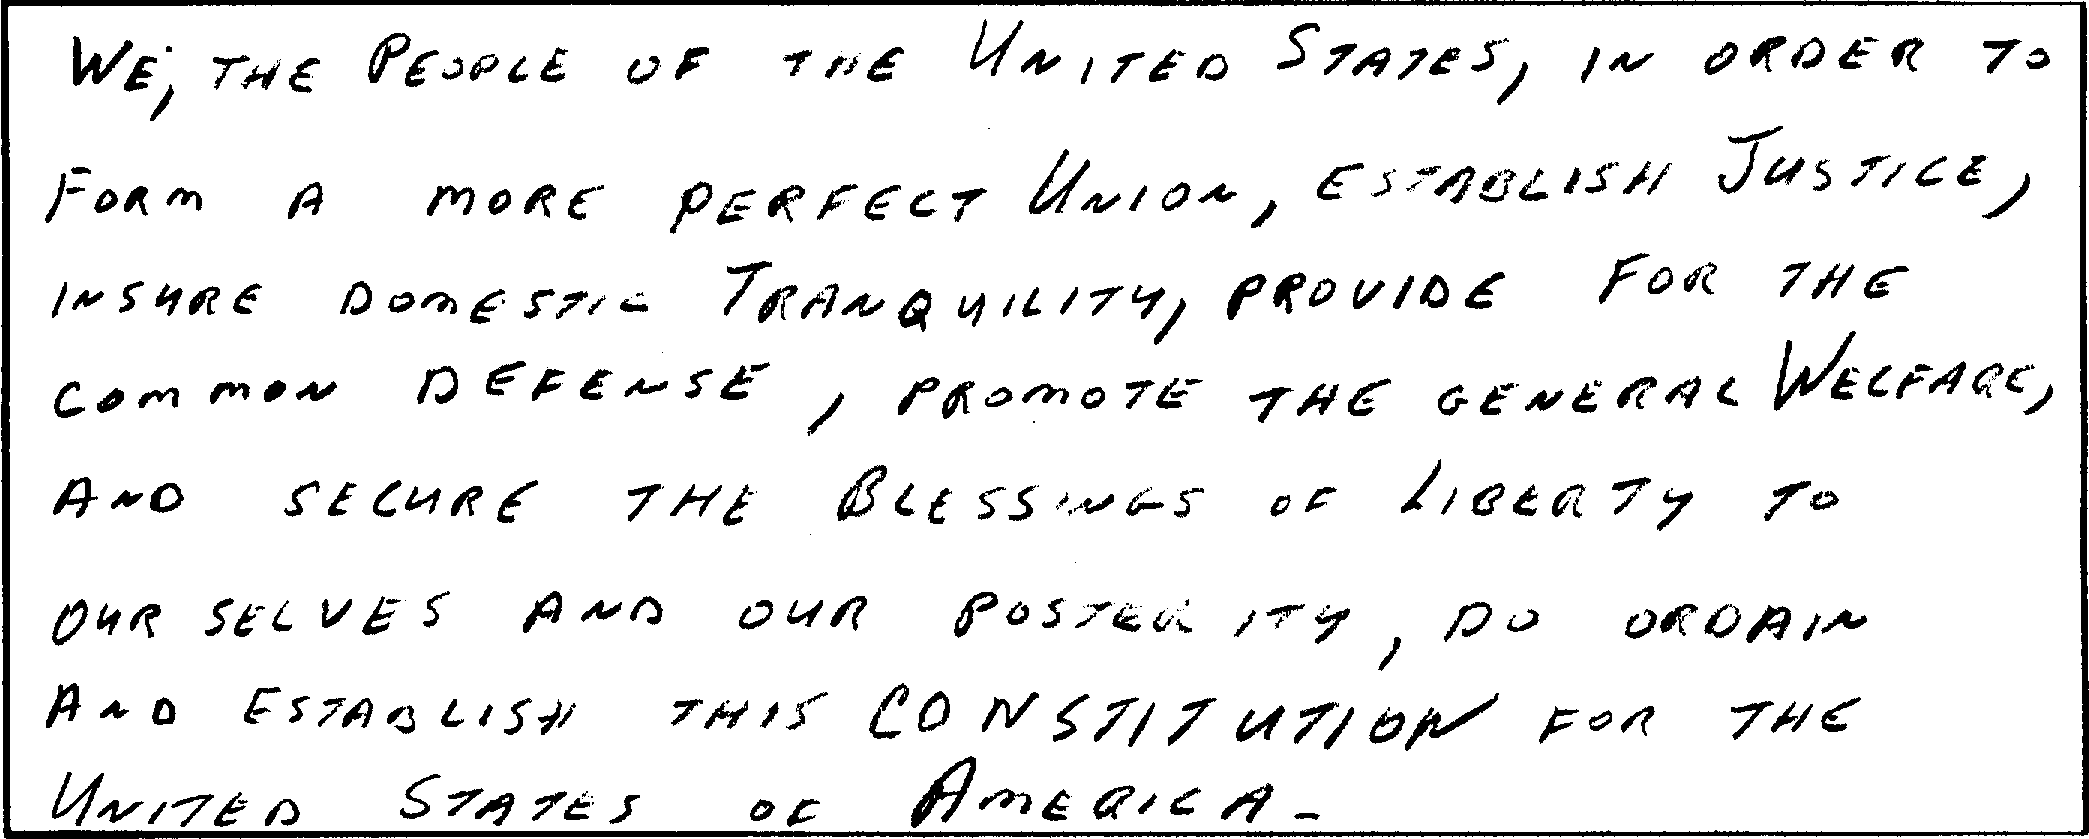 WE, THE PEOPLE OF THE UNITED STATES, IN ORDER TO
FORM A MORE PERFECT UNION, ESTABLISH JUSTICE,
INSURE DOMESTIC TRANQUILITY, PROVIDE FOR THE
COMMON DEFENSE, PROMOTE THE GENERAL WELFARE,
AND SECURE THE BLESSINGS OF LIBERTY TO
OUR SELVES AND OUR POSTERITY, DO ORDAIN
AND ESTABLISH THIS CONSTITUTION FOR THE
UNITED STATES OF AMERICA.